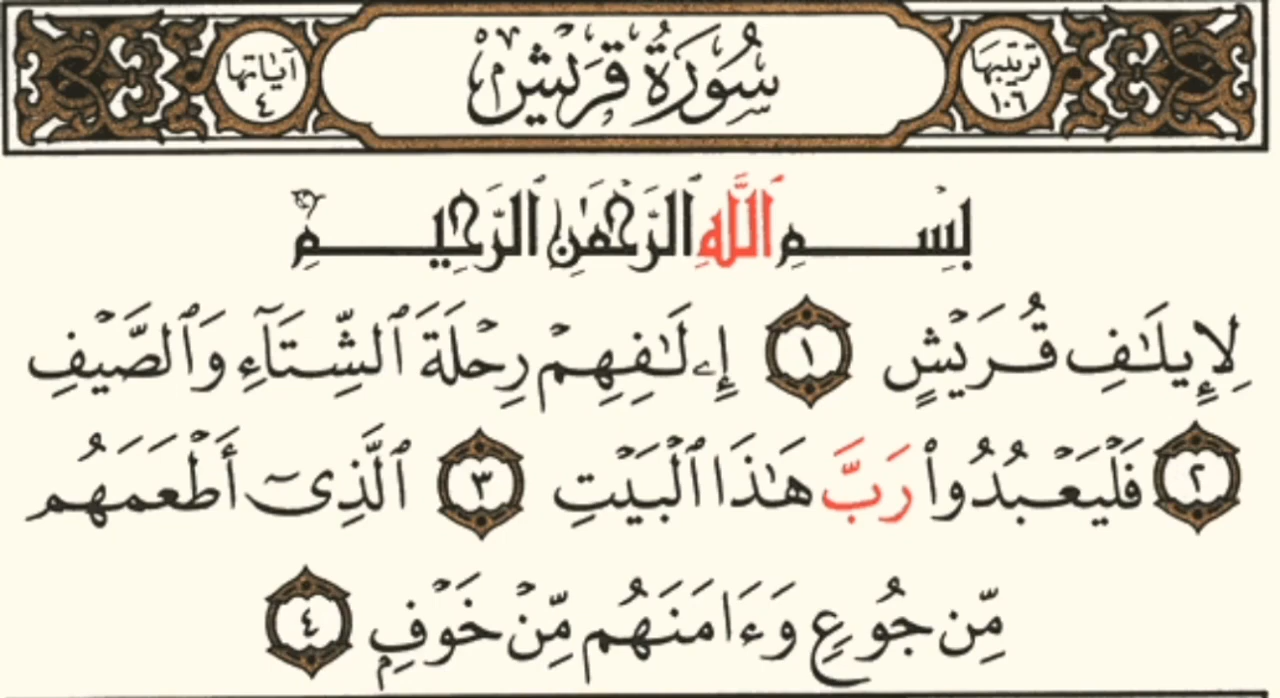 ترتيبها ١٠٦
سُورَةُ قُرَيْشٍ
آياتها ٤
بِسْمِ ٱللَّهِ ٱلرَّحْمَٰنِ ٱلرَّحِيمِ
لِإِيلَٰفِ قُرَيْشٍ ١ إِۦلَٰفِهِمْ رِحْلَةَ ٱلشِّتَآءِ وَٱلصَّيْفِ
٢ فَلْيَعْبُدُوا۟ رَبَّ هَٰذَا ٱلْبَيْتِ ٣ ٱلَّذِىٓ أَطْعَمَهُم
مِّن جُوعٍ وَءَامَنَهُم مِّنْ خَوْفٍۭ ٤